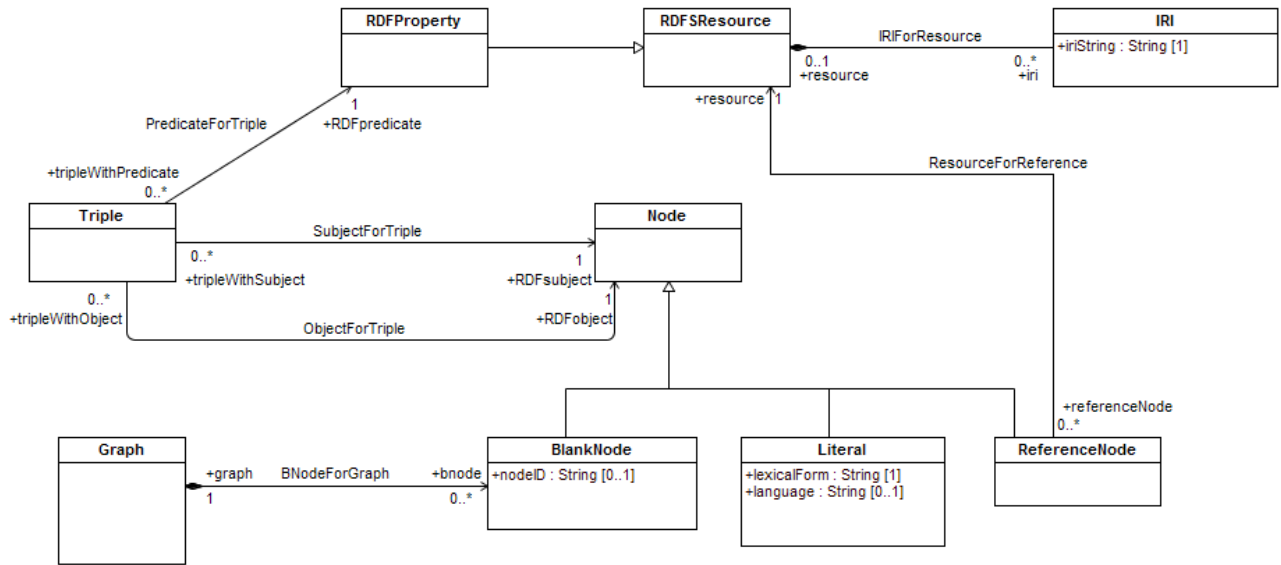 RDFProperty
RDFSResource
IRI
+iriString : String [1]
IRIForResource
0..1
+resource
0..*
+iri
+resource
1
1
+RDFpredicate
PredicateForTriple
+tripleWithPredicate
0..*
ResourceForReference
Triple
Node
SubjectForTriple
0..*
+tripleWithSubject
1
+RDFsubject
0..*
+tripleWithObject
1
+RDFobject
ObjectForTriple
+referenceNode
0..*
Graph
+graph
BNodeForGraph
+bnode
1
0..*
BlankNode
+nodeID : String [0..1]
Literal
+lexicalForm : String [1]
+language : String [0..1]
ReferenceNode